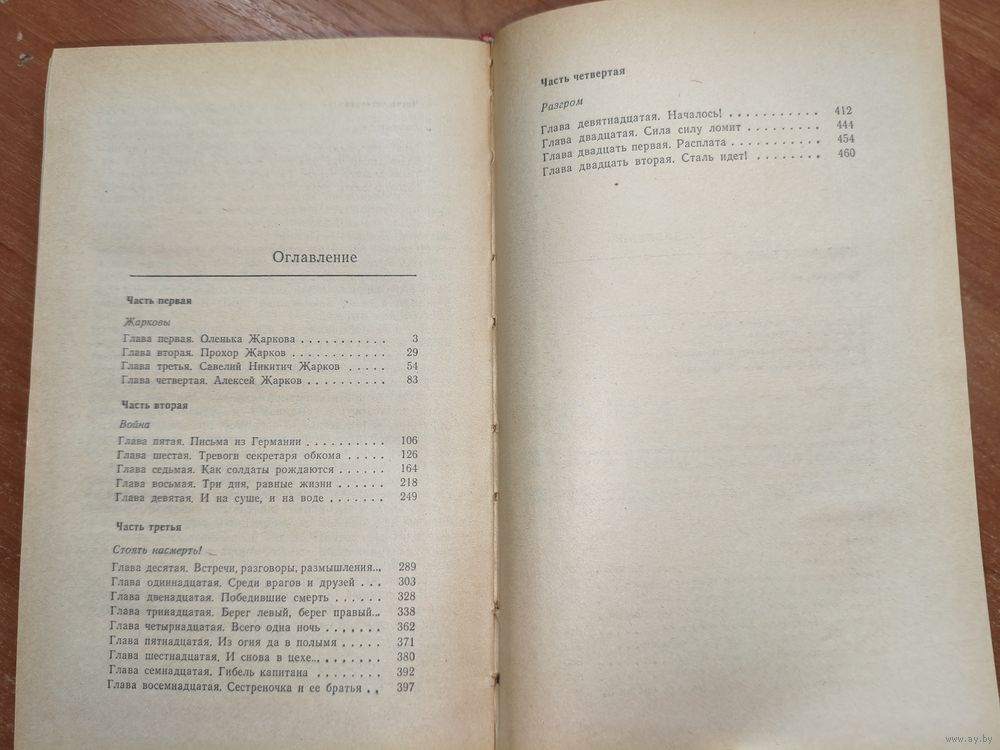 Оглавление
Часть первая
Жарковы
Глава первая. Оленька Жаркова . . . . . . . . . . . 3
Глава вторая. Прохор Жарков . . . . . . . . . . . . 29
Глава третья. Савелий Никитич Жарков . . . . . 54
Глава четвертая. Алексей Жарков . . . . . . . . . . 83
Часть вторая
Война
Глава пятая. Письма из Германии . . . . . . . . . . 106
Глава шестая. Тревоги секретаря обкома . . . . . 126
Глава седьмая. Как солдаты рождаются . . . . . . 164
Глава восьмая. Три дня, равные жизни . . . . . . . 218
Глава девятая. И на суше, и на воде . . . . . . . 249
Часть третья
Стоять насмерть!
Глава десятая. Встречи, разговоры, размышления... 289
Глава одиннадцатая. Среди врагов и друзей . . . 303
Глава двенадцатая. Победившие смерть . . . . . . 328
Глава тринадцатая. Берег левый, берег правый... 338
Глава четырнадцатая. Всего одна ночь . . . . . . . 362
Глава пятнадцатая. Из огня да в полымя . . . . . 371
Глава шестнадцатая. И снова в цехе... . . . . . . 380
Глава семнадцатая. Гибель капитана . . . . . . . . 392
Глава восемнадцатая. Сестреночка и ее братья . . 397
Часть четвертая
Разгром
Глава девятнадцатая. Началось! . . . . . . . . . . . 412
Глава двадцатая. Сила силу ломит . . . . . . . . . 444
Глава двадцать первая. Расплата . . . . . . . . . . 454
Глава двадцать вторая. Сталь идет! . . . . . . . . 460
www.ay.by